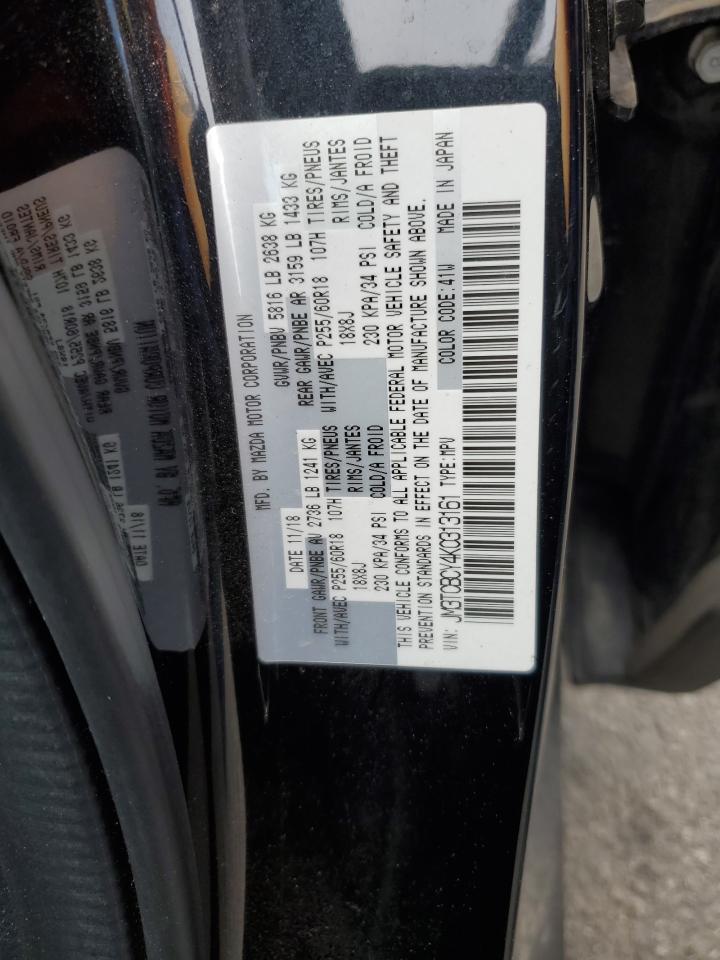 MFD. BY MAZDA MOTOR CORPORATION
DATE 11/18 GVWR/PNBV 5816 LB 2638 KG
FRONT GAWR/PNBE AV 2736 LB 1241 KG REAR GAWR/PNBE AR 3159 LB 1433 KG
WITH/AVEC P255/60R18 107H TIRES/PNEUS WITH/AVEC P255/60R18 107H TIRES/PNEUS
18X8J RIMS/JANTES 18X8J RIMS/JANTES
230 KPA/34 PSI COLD/A FROID 230 KPA/34 PSI COLD/A FROID
THIS VEHICLE CONFORMS TO ALL APPLICABLE FEDERAL MOTOR VEHICLE SAFETY AND THEFT
PREVENTION STANDARDS IN EFFECT ON THE DATE OF MANUFACTURE SHOWN ABOVE.
VIN: JM3TCBCY4K0313161 TYPE:MPV COLOR CODE:41W MADE IN JAPAN